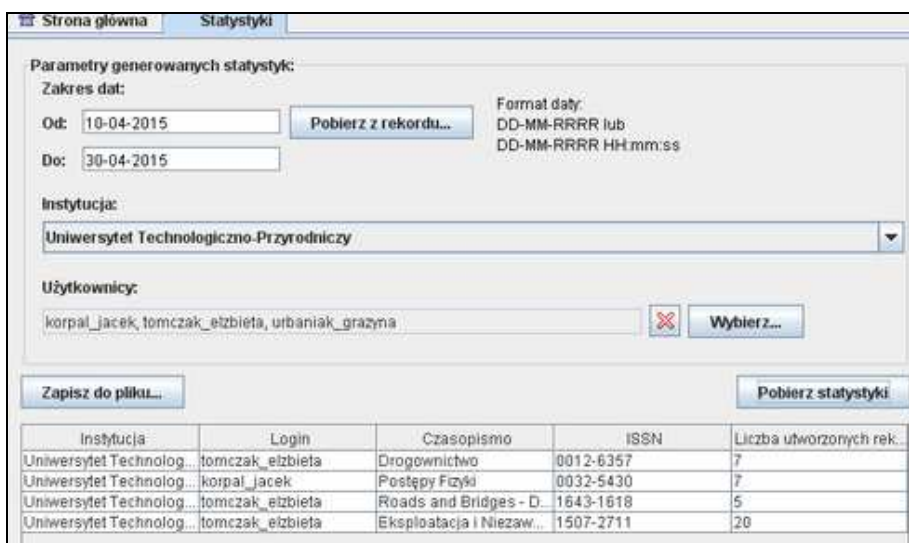 Strona główna Statystyki
Parametry generowanych statystyk:
Zakres dat:
Od: 10-04-2015 Pobierz z rekordu... Format daty:
DD-MM-RRRR lub
DD-MM-RRRR HH:mm:ss
Do: 30-04-2015
Instytucja:
Uniwersytet Technologiczno-Przyrodniczy
Użytkownicy:
korpal_jacek, tomczak_elzbieta, urbaniak_grazyna Wybierz...
Zapisz do pliku... Pobierz statystyki
Instytucja Login Czasopismo ISSN Liczba utworzonych rek...
Uniwersytet Technolog... tomczak_elzbieta Drogownictwo 0012-6357 7
Uniwersytet Technolog... korpal_jacek Postępy Fizyki 0032-5430 7
Uniwersytet Technolog... tomczak_elzbieta Roads and Bridges - D... 1643-1618 5
Uniwersytet Technolog... tomczak_elzbieta Eksploatacja i Niezaw... 1507-2711 20